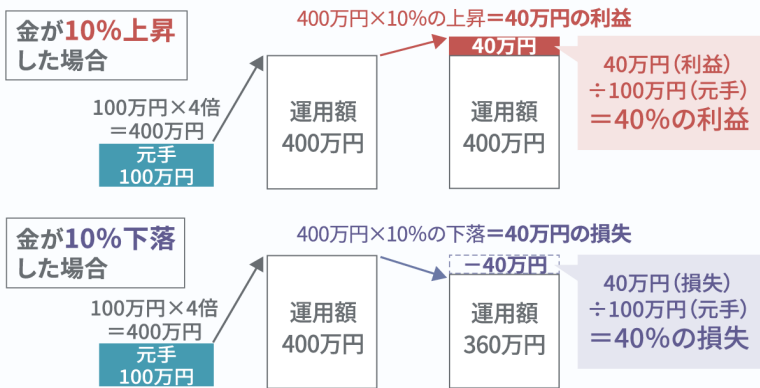 金が10%上昇
した場合
400万円×10%の上昇＝40万円の利益
100万円×4倍
＝400万円
元手
100万円
運用額
400万円
40万円
運用額
400万円
40万円（利益）
÷100万円（元手）
＝40%の利益
金が10%下落
した場合
400万円×10%の下落＝40万円の損失
100万円×4倍
＝400万円
元手
100万円
運用額
400万円
－40万円
運用額
360万円
40万円（損失）
÷100万円（元手）
＝40%の損失